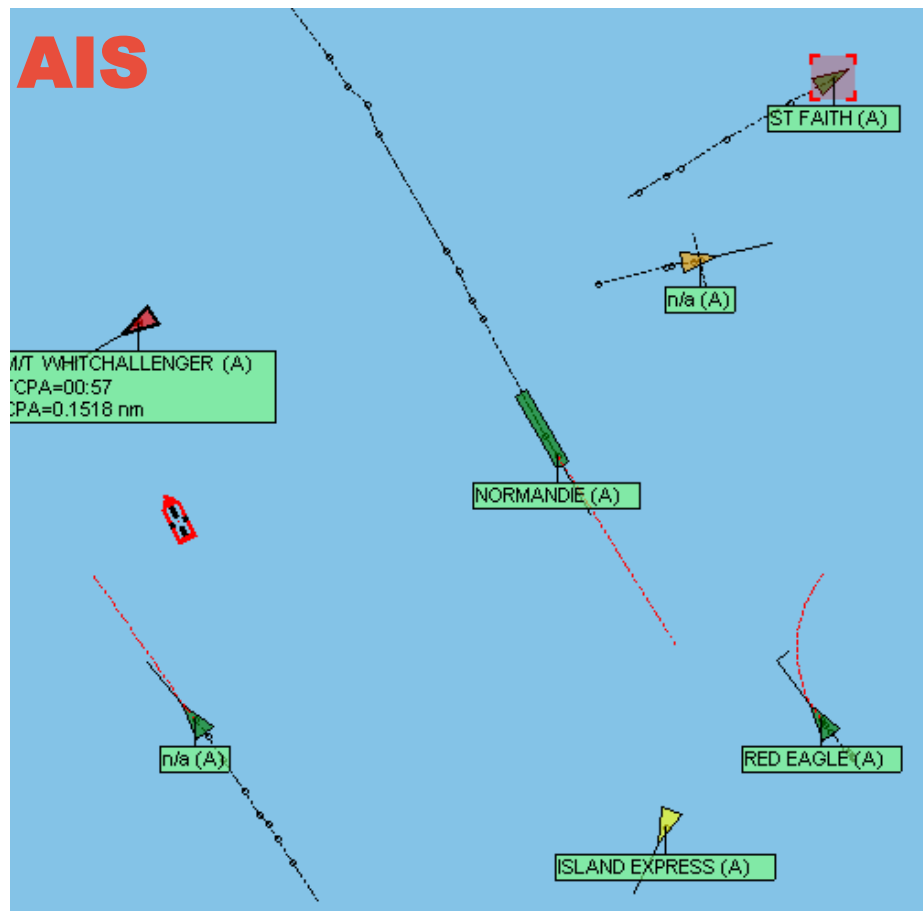 AIS
ST FAITH (A)
n/a (A)
M/T WHITCHALLENGER (A)
TCPA=00:57
CPA=0.1518 nm
NORMANDIE (A)
n/a (A)
RED EAGLE (A)
ISLAND EXPRESS (A)